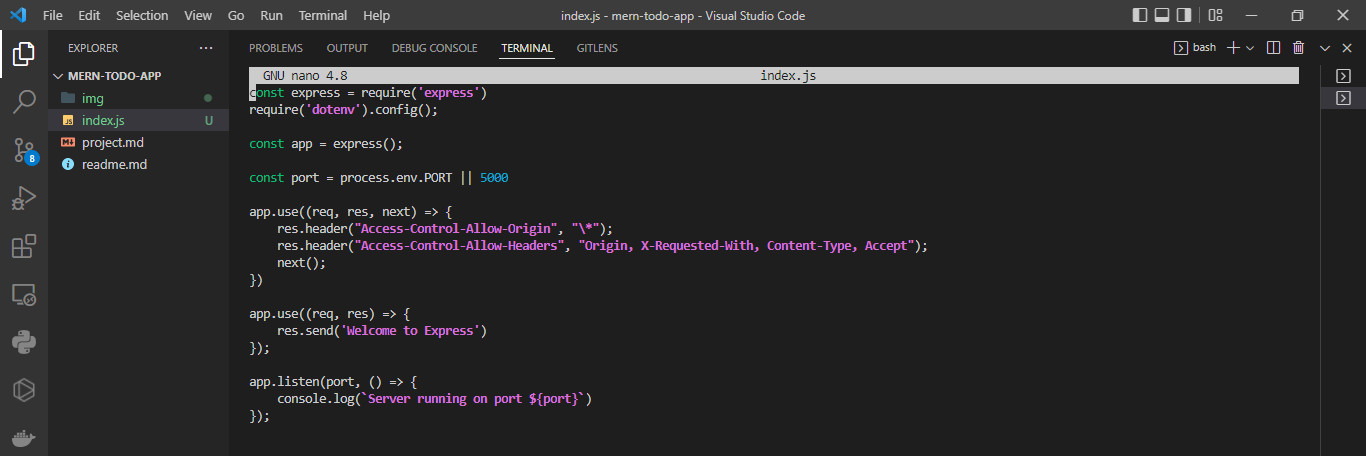 File Edit Selection View Go Run Terminal Help index.js - mern-todo-app - Visual Studio Code
EXPLORER
MERN-TODO-APP
img
JS index.js U
project.md
readme.md
8
PROBLEMS OUTPUT DEBUG CONSOLE TERMINAL GITLENS bash
GNU nano 4.8 index.js
const express = require('express')
require('dotenv').config();
const app = express();
const port = process.env.PORT || 5000
app.use((req, res, next) => {
res.header("Access-Control-Allow-Origin", "\*");
res.header("Access-Control-Allow-Headers", "Origin, X-Requested-With, Content-Type, Accept");
next();
})
app.use((req, res) => {
res.send('Welcome to Express')
});
app.listen(port, () => {
console.log(`Server running on port ${port}`)
});